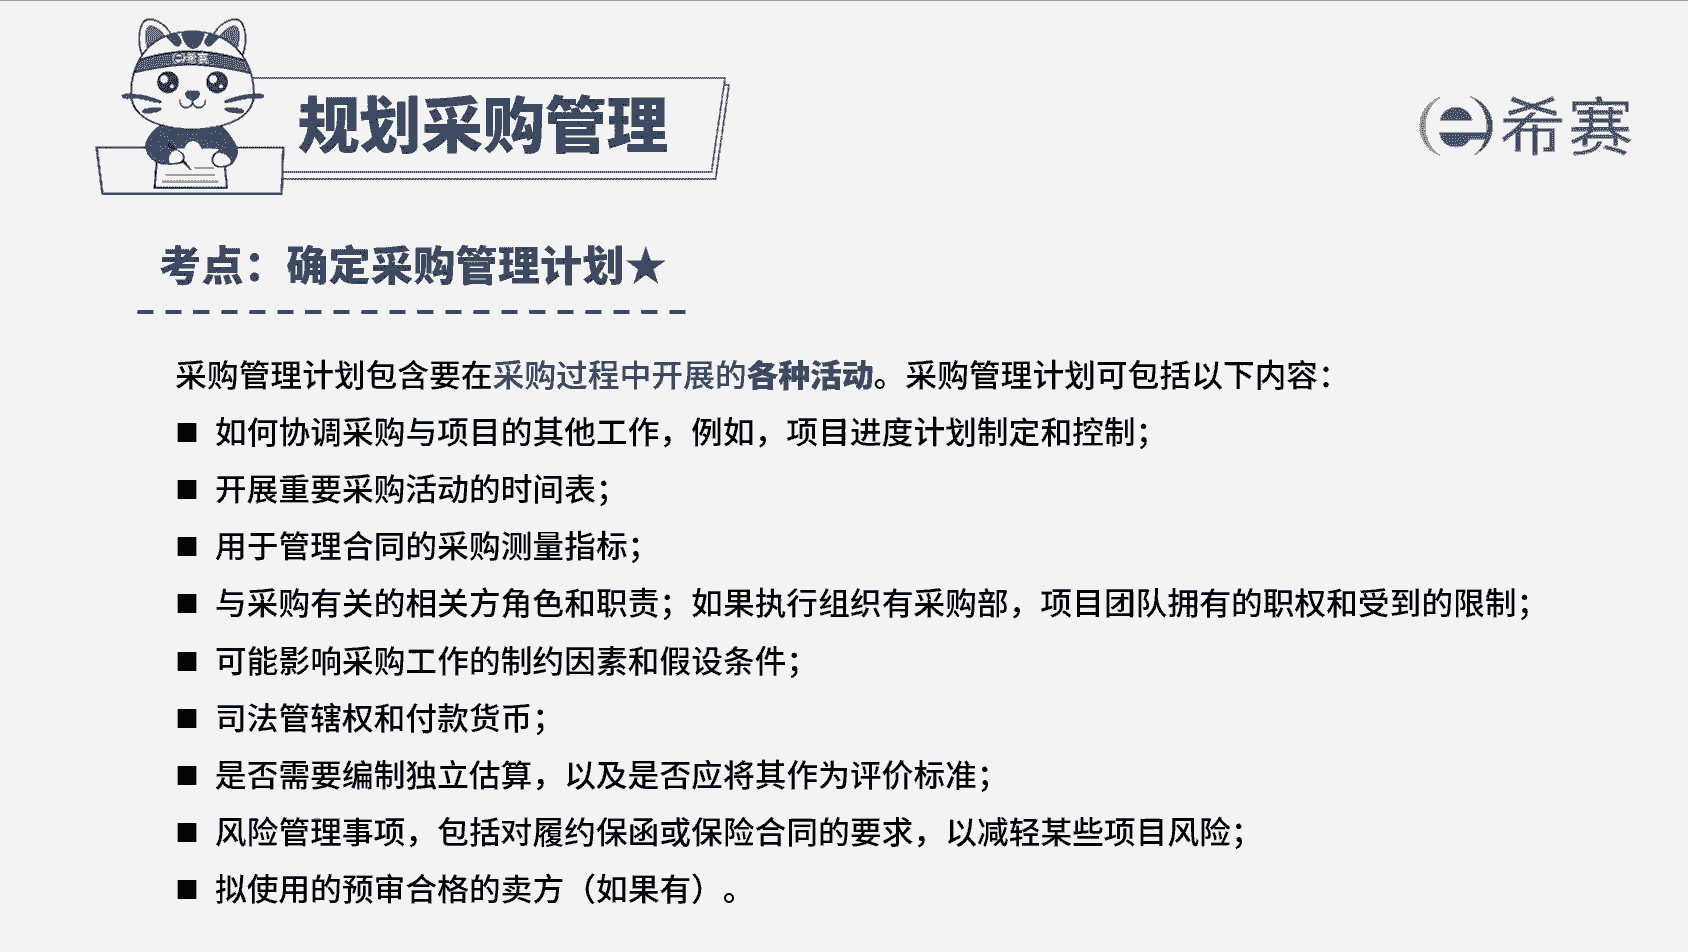 规划采购管理
e希赛
考点：确定采购管理计划★
采购管理计划包含要在采购过程中开展的各种活动。采购管理计划可包括以下内容：
■ 如何协调采购与项目的其他工作，例如，项目进度计划制定和控制；
■ 开展重要采购活动的时间表；
■ 用于管理合同的采购测量指标；
■ 与采购有关的相关方角色和职责；如果执行组织有采购部，项目团队拥有的职权和受到的限制；
■ 可能影响采购工作的制约因素和假设条件；
■ 司法管辖权和付款货币；
■ 是否需要编制独立估算，以及是否应将其作为评价标准；
■ 风险管理事项，包括对履约保函或保险合同的要求，以减轻某些项目风险；
■ 拟使用的预审合格的卖方（如果有）。